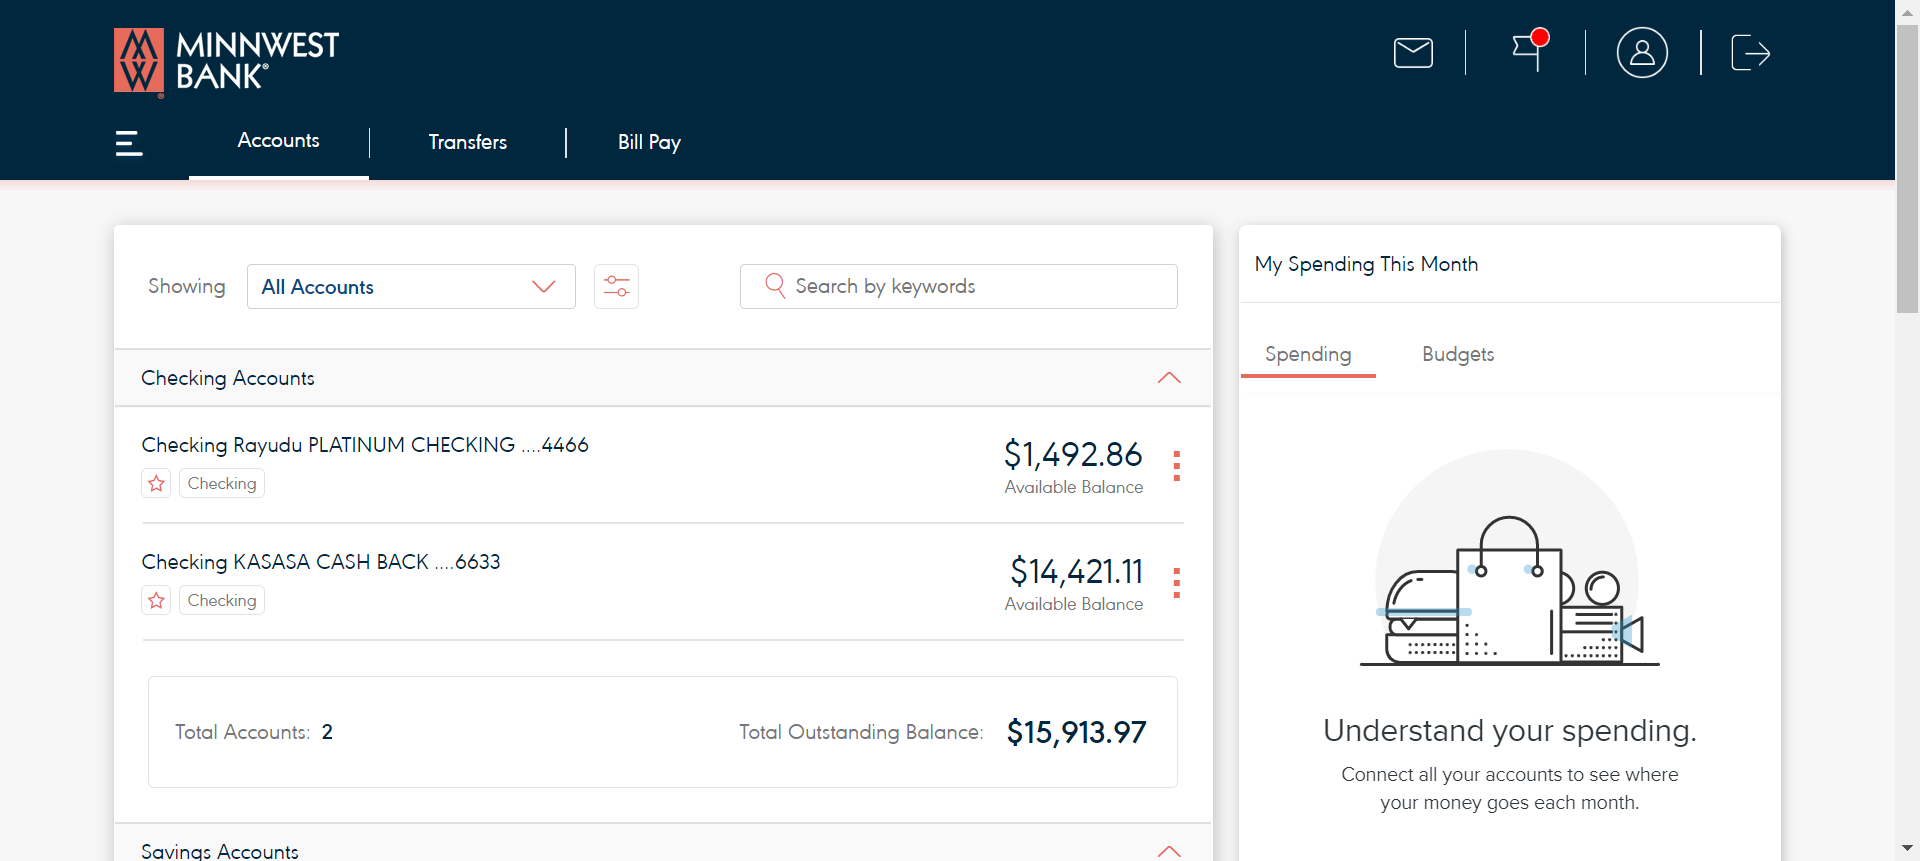 MINNWEST
BANK®
Accounts
Transfers
Bill Pay
Showing
All Accounts
Search by keywords
Checking Accounts
Checking Rayudu PLATINUM CHECKING ....4466
$1,492.86
Checking
Available Balance
Checking KASASA CASH BACK ....6633
$14,421.11
Checking
Available Balance
Total Accounts: 2
Total Outstanding Balance: $15,913.97
Savings Accounts
My Spending This Month
Spending
Budgets
Understand your spending.
Connect all your accounts to see where
your money goes each month.